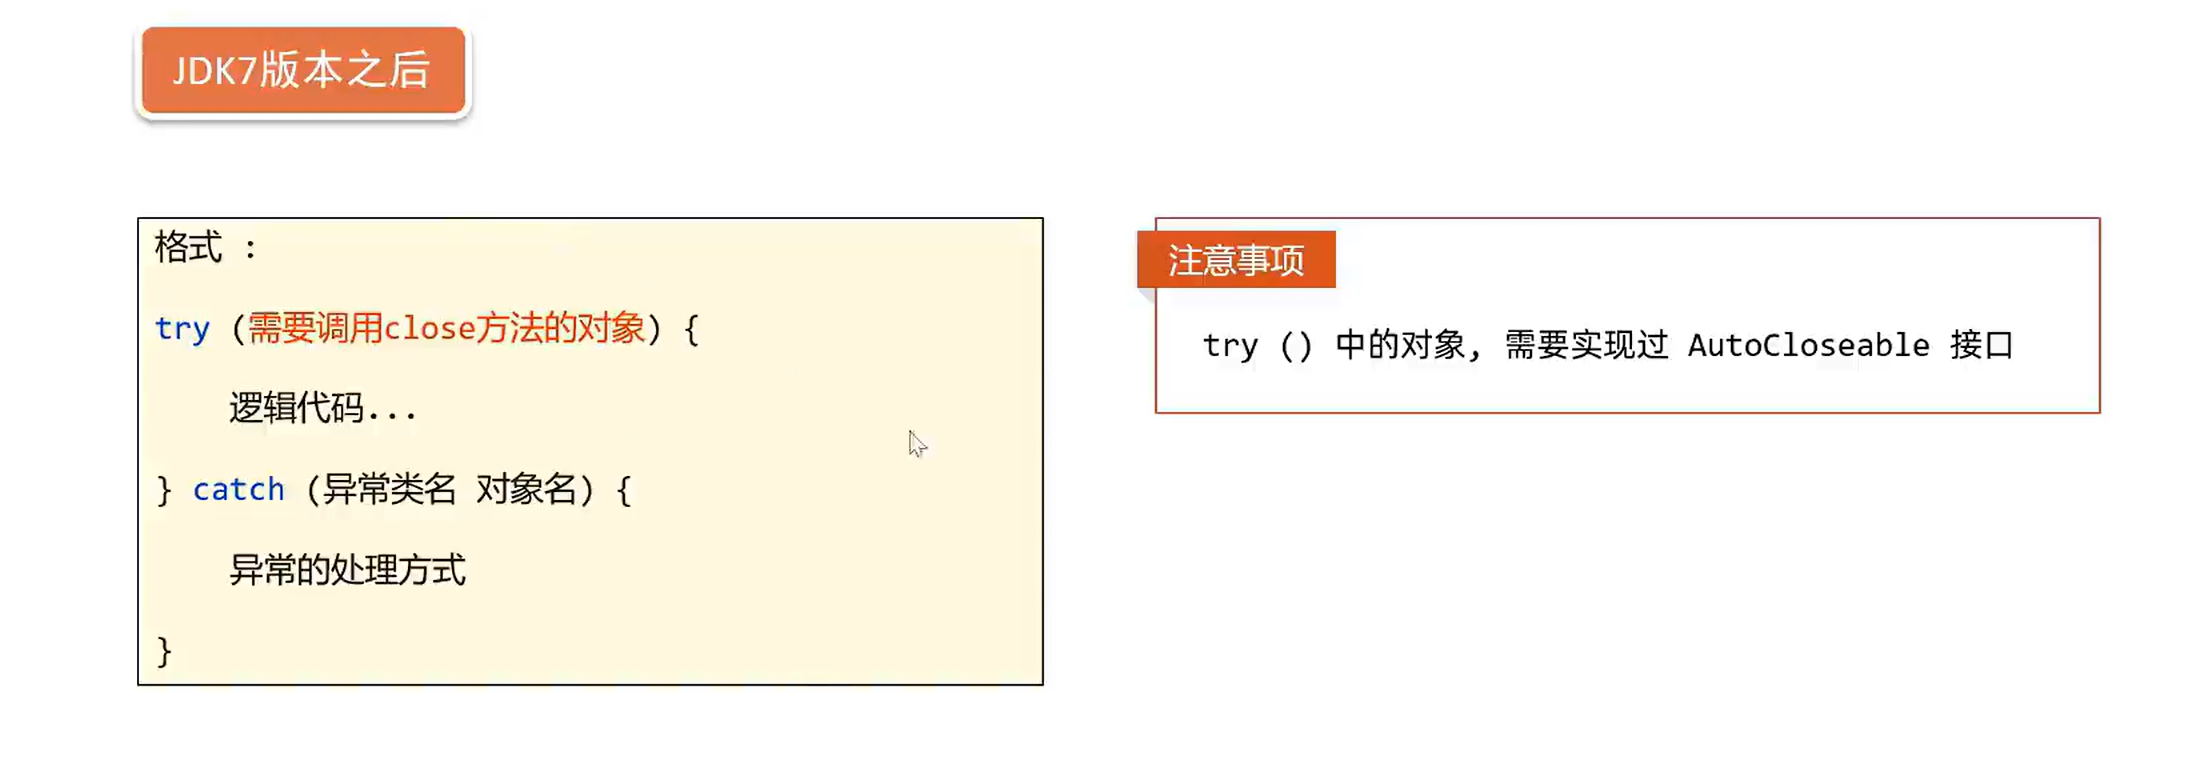 JDK7版本之后
格式 :
try (需要调用close方法的对象) {
逻辑代码...
} catch (异常类名 对象名) {
异常的处理方式
}
注意事项
try () 中的对象, 需要实现过 AutoCloseable 接口